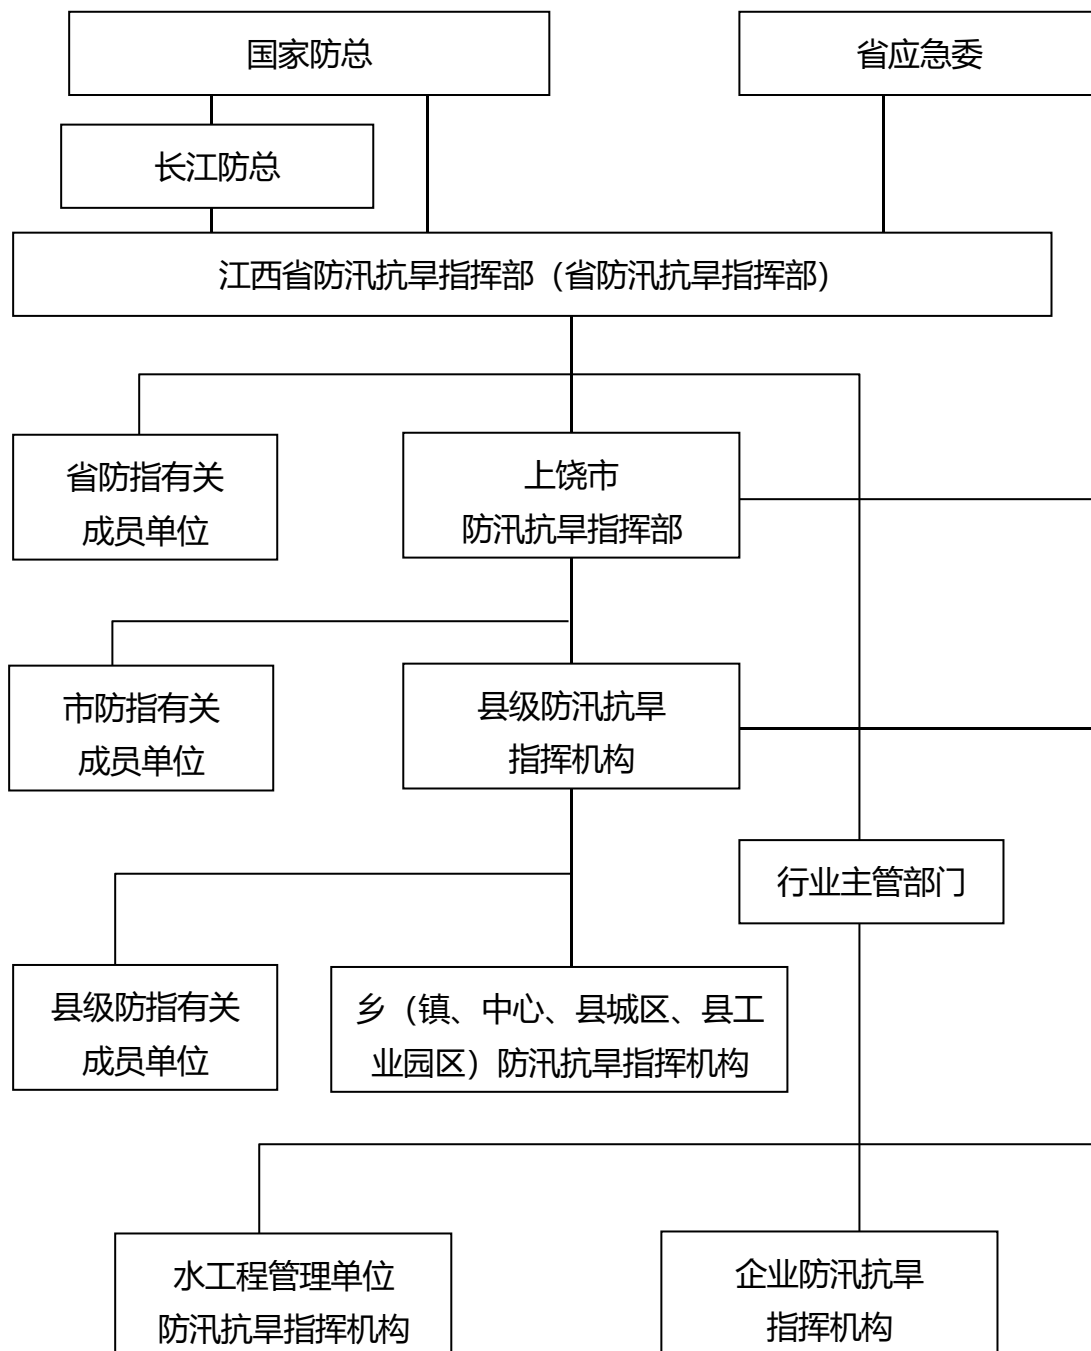 国家防总
省应急委
长江防总
江西省防汛抗旱指挥部（省防汛抗旱指挥部）
省防指有关
成员单位
上饶市
防汛抗旱指挥部
市防指有关
成员单位
县级防汛抗旱
指挥机构
行业主管部门
县级防指有关
成员单位
乡（镇、中心、县城区、县工
业园区）防汛抗旱指挥机构
水工程管理单位
防汛抗旱指挥机构
企业防汛抗旱
指挥机构